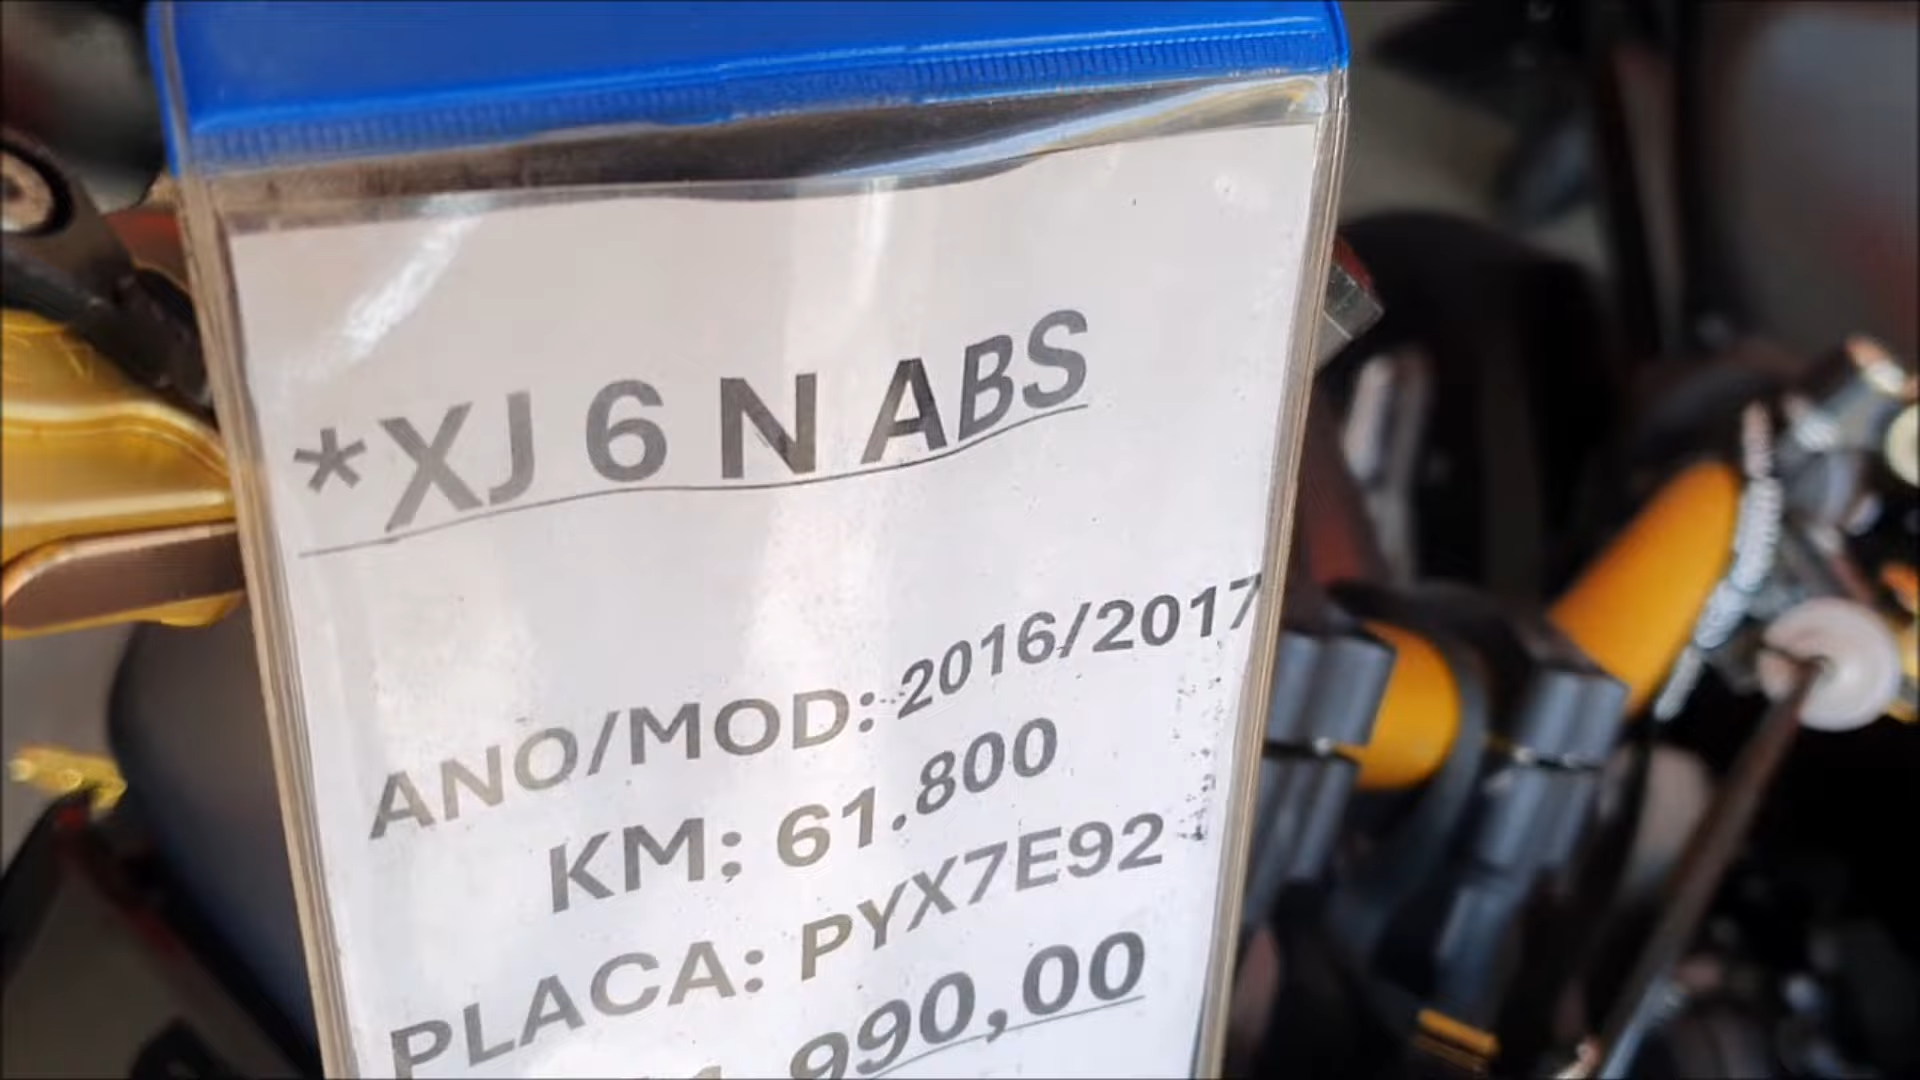 *XJ 6 N ABS
ANO/MOD: 2016/2017
KM: 61.800
PLACA: PYX7E92
990,00